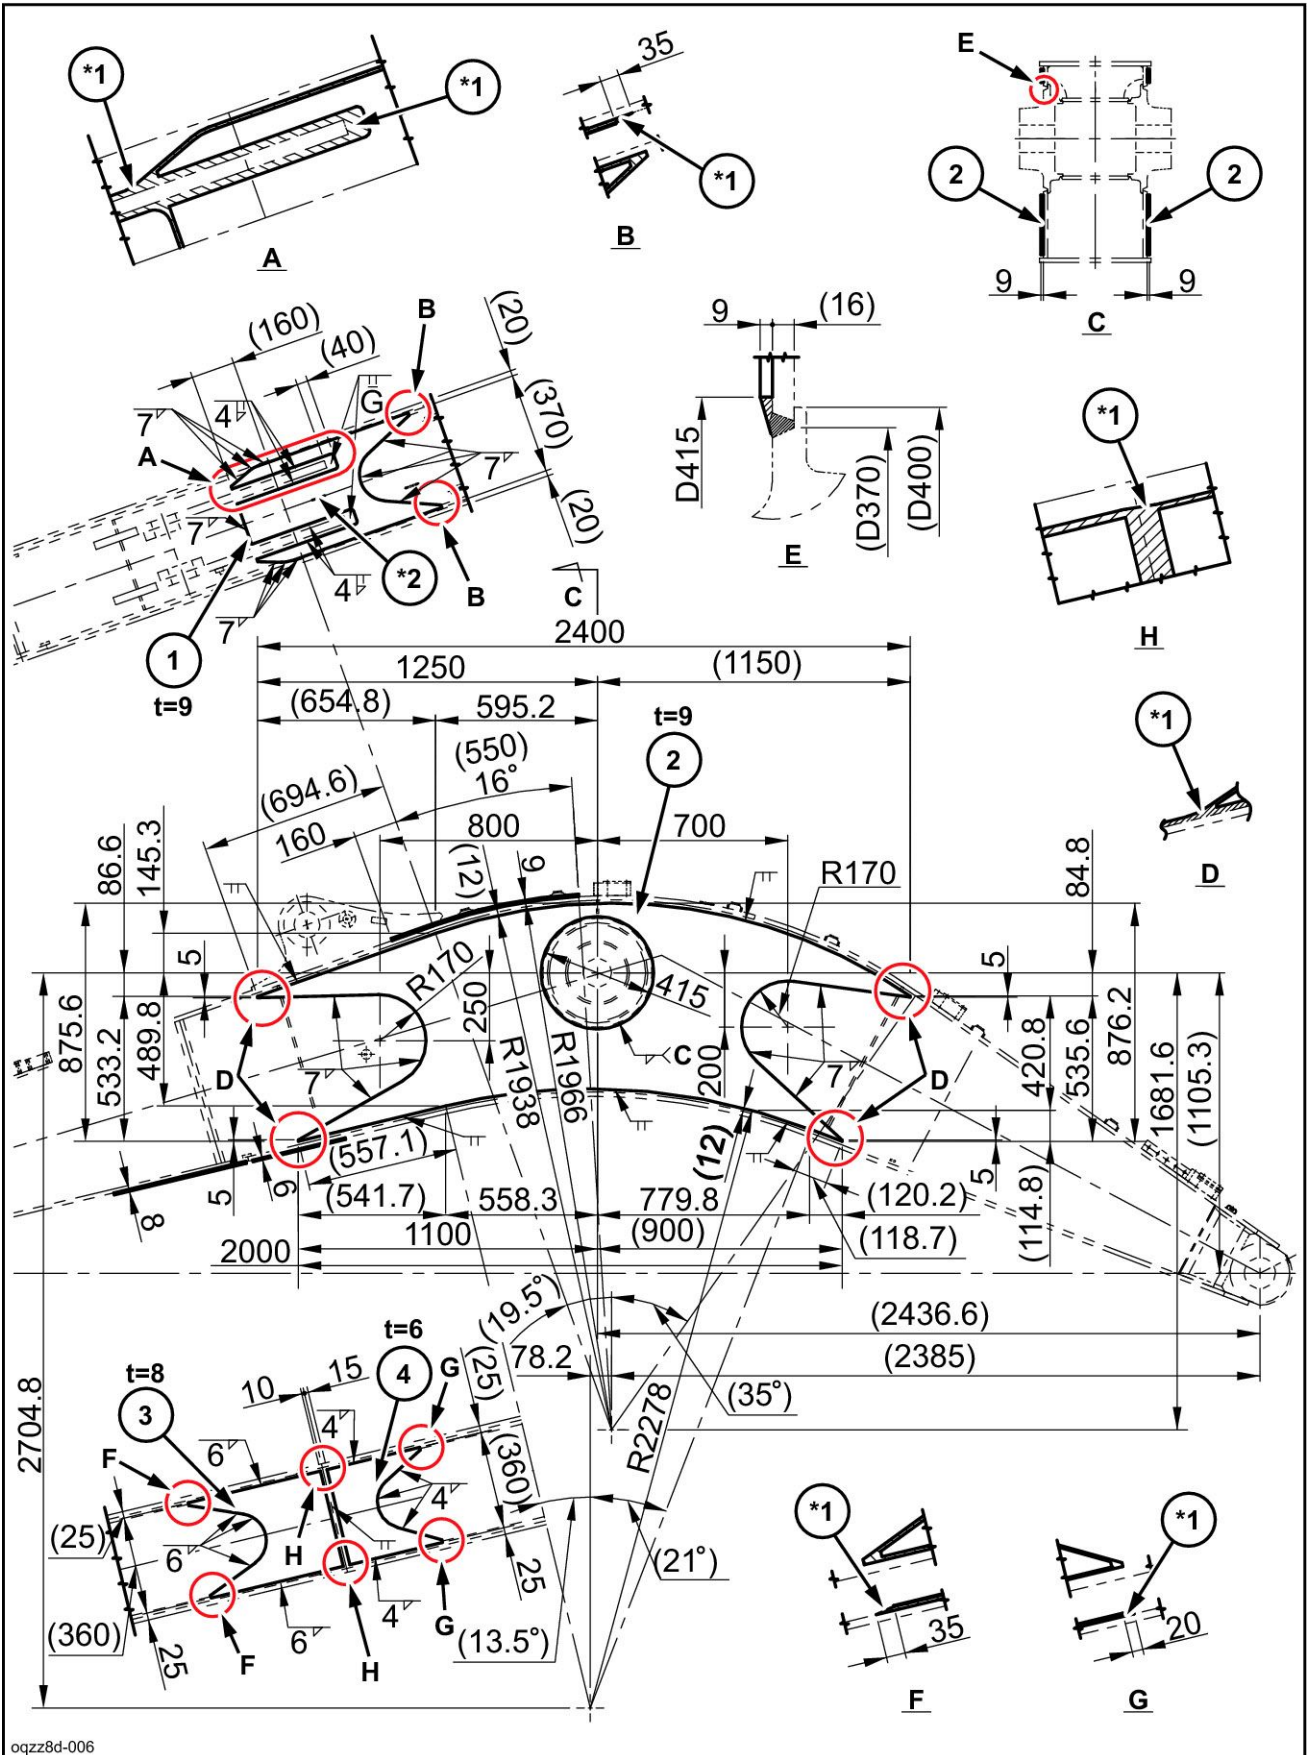 *1
*1
A
35
*1
B
E
2
2
9
9
C
(160)
(40)
B
(20)
(370)
(20)
7
4
G
A
7
7
4
*2
B
7
1
t=9
9
(16)
D415
(D370)
(D400)
E
*1
H
C
2400
1250
(1150)
(654.8)
595.2
t=9
2
(550)
16°
(694.6)
160
800
700
*1
D
86.6
145.3
(12)
9
R170
84.8
5
R170
250
415
5
875.6
533.2
489.8
D
7
R1938
R1966
C
200
7
D
420.8
535.6
876.2
1681.6
(1105.3)
(557.1)
(12)
5
6
8
(541.7)
558.3
779.8
(120.2)
5
(114.8)
1100
(900)
(118.7)
2000
(19.5°)
(2436.6)
78.2
(2385)
(35°)
R2278
2704.8
t=6
t=8
10
15
4
G
(25)
3
4
6
F
(360)
4
(25)
6
H
25
(21°)
4
G
(360)
25
6
F
H
(13.5°)
*1
35
F
*1
20
G
oqzz8d-006